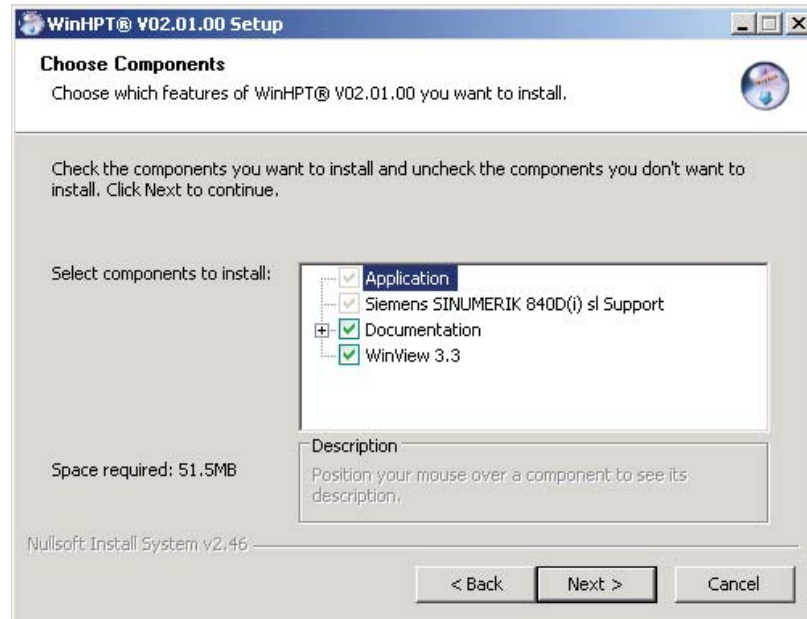 WinHPT® V02.01.00 Setup
Choose Components
Choose which features of WinHPT® V02.01.00 you want to install.
Check the components you want to install and uncheck the components you don't want to
install. Click Next to continue.
Select components to install:
Application
Siemens SINUMERIK 840D(i) sl Support
Documentation
WinView 3.3
Space required: 51.5MB
Description
Position your mouse over a component to see its
description.
Nullsoft Install System v2.46
< Back
Next >
Cancel